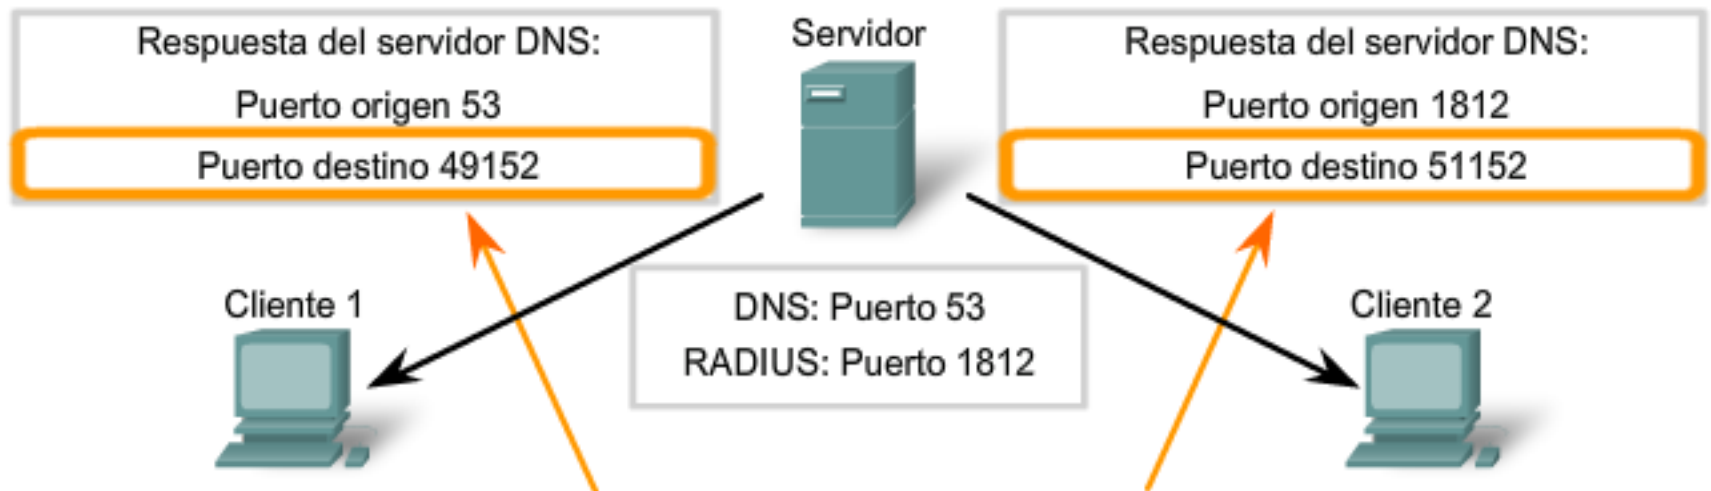 Respuesta del servidor DNS:
Puerto origen 53
Puerto destino 49152
Servidor
Respuesta del servidor DNS:
Puerto origen 1812
Puerto destino 51152
Cliente 1
DNS: Puerto 53
RADIUS: Puerto 1812
Cliente 2